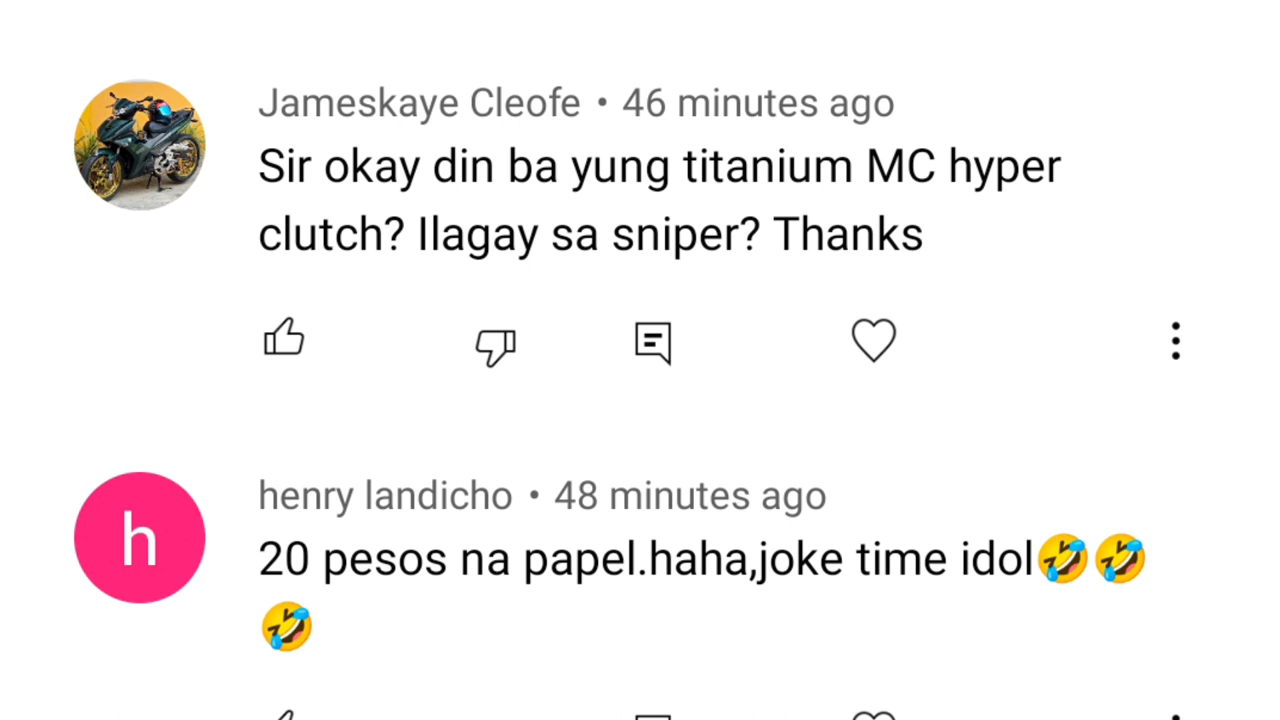 Jameskaye Cleofe • 46 minutes ago
Sir okay din ba yung titanium MC hyper
clutch? Ilagay sa sniper? Thanks
h
henry landicho • 48 minutes ago
20 pesos na papel.haha,joke time idol🤣🤣
🤣